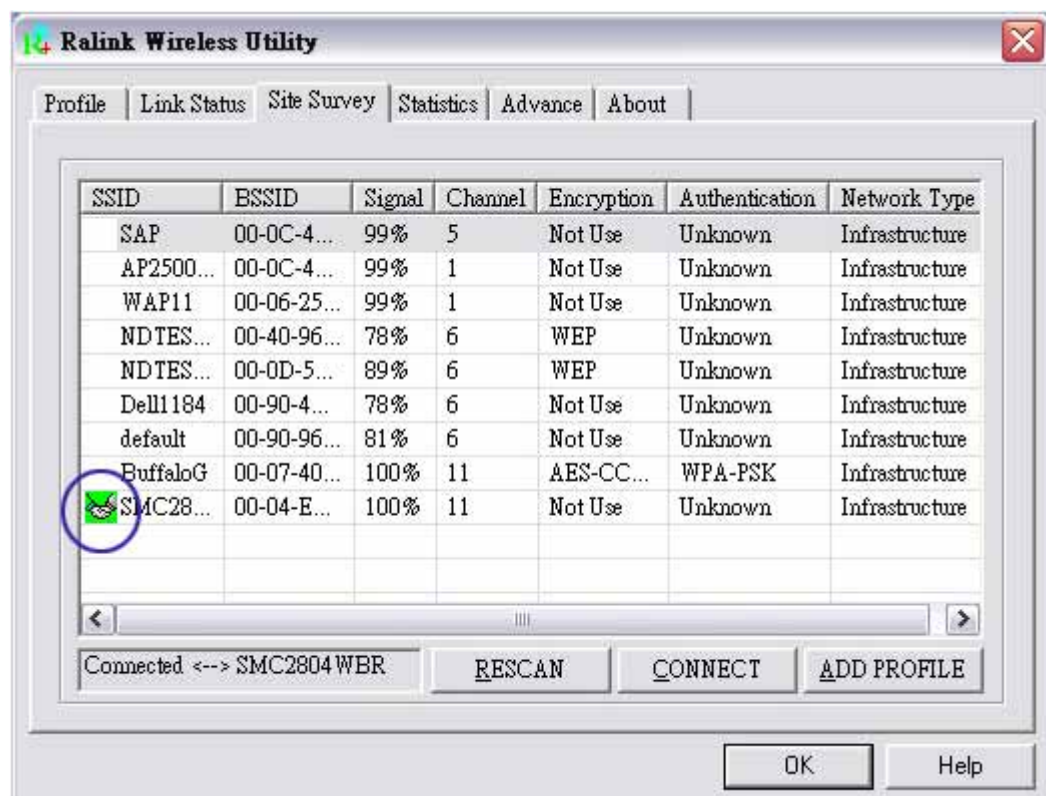 Ralink Wireless Utility
Profile Link Status Site Survey Statistics Advance About
SSID BSSID Signal Channel Encryption Authentication Network Type
SAP 00-0C-4... 99% 5 Not Use Unknown Infrastructure
AP2500... 00-0C-4... 99% 1 Not Use Unknown Infrastructure
WAP11 00-06-25... 99% 1 Not Use Unknown Infrastructure
NDTES... 00-40-96... 78% 6 WEP Unknown Infrastructure
NDTES... 00-0D-5... 89% 6 WEP Unknown Infrastructure
Dell1184 00-90-4... 78% 6 Not Use Unknown Infrastructure
default 00-90-96... 81% 6 Not Use Unknown Infrastructure
BuffaloG 00-07-40... 100% 11 AES-CC... WPA-PSK Infrastructure
SMC28... 00-04-E... 100% 11 Not Use Unknown Infrastructure
Connected <--> SMC2804WBR RESCAN CONNECT ADD PROFILE
OK Help